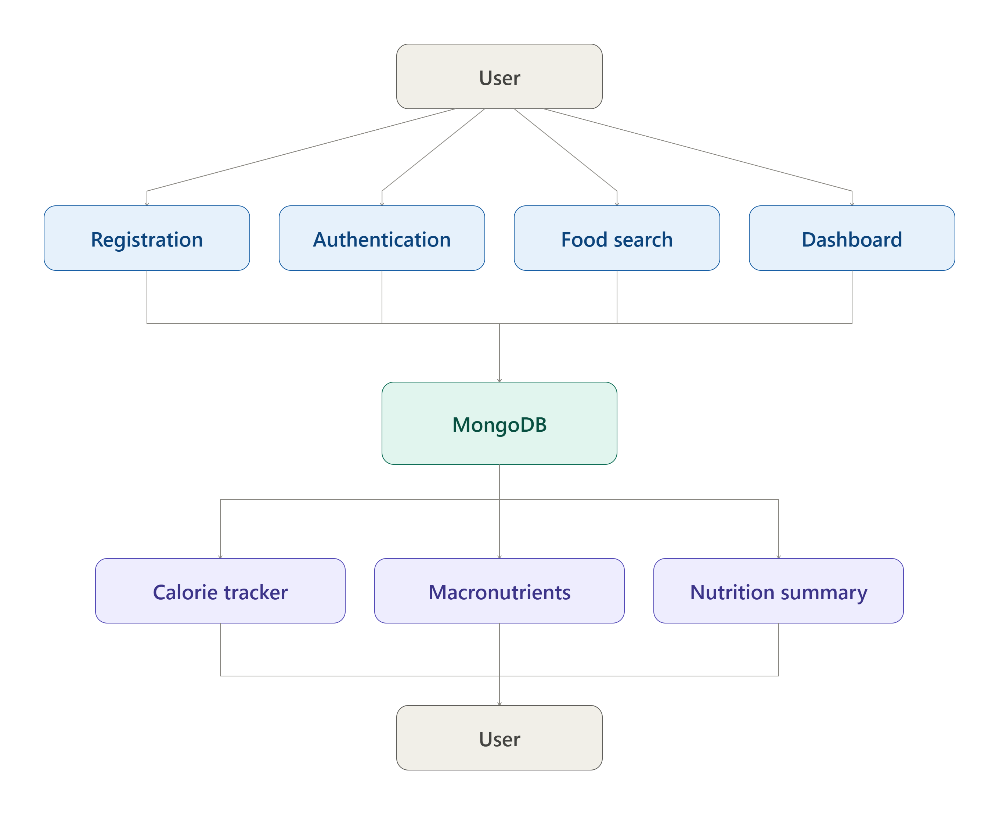 User
Registration
Authentication
Food search
Dashboard
MongoDB
Calorie tracker
Macronutrients
Nutrition summary
User